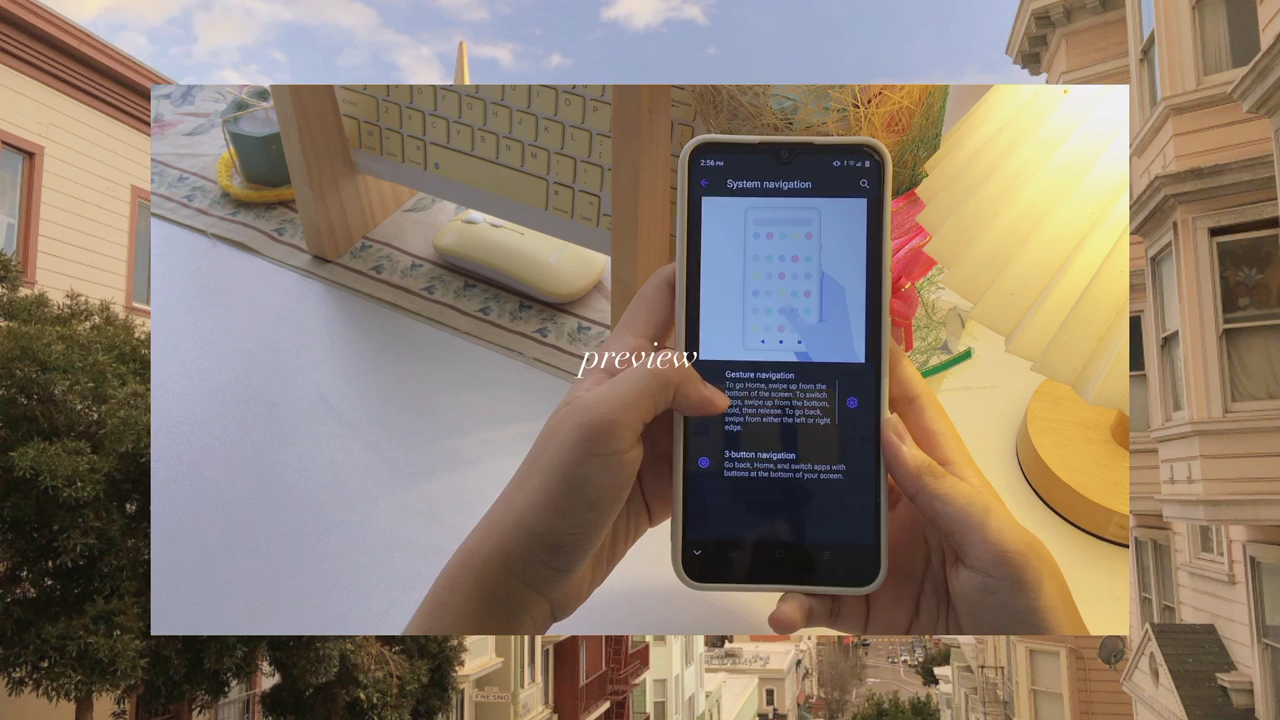 2:56 PM
System navigation
preview
Gesture navigation
To go Home, swipe up from the
bottom of the screen. To switch
apps, swipe up from the bottom,
hold, then release. To go back,
swipe from either the left or right
edge.
3-button navigation
Go back, Home, and switch apps with
buttons at the bottom of your screen.
FRESNO